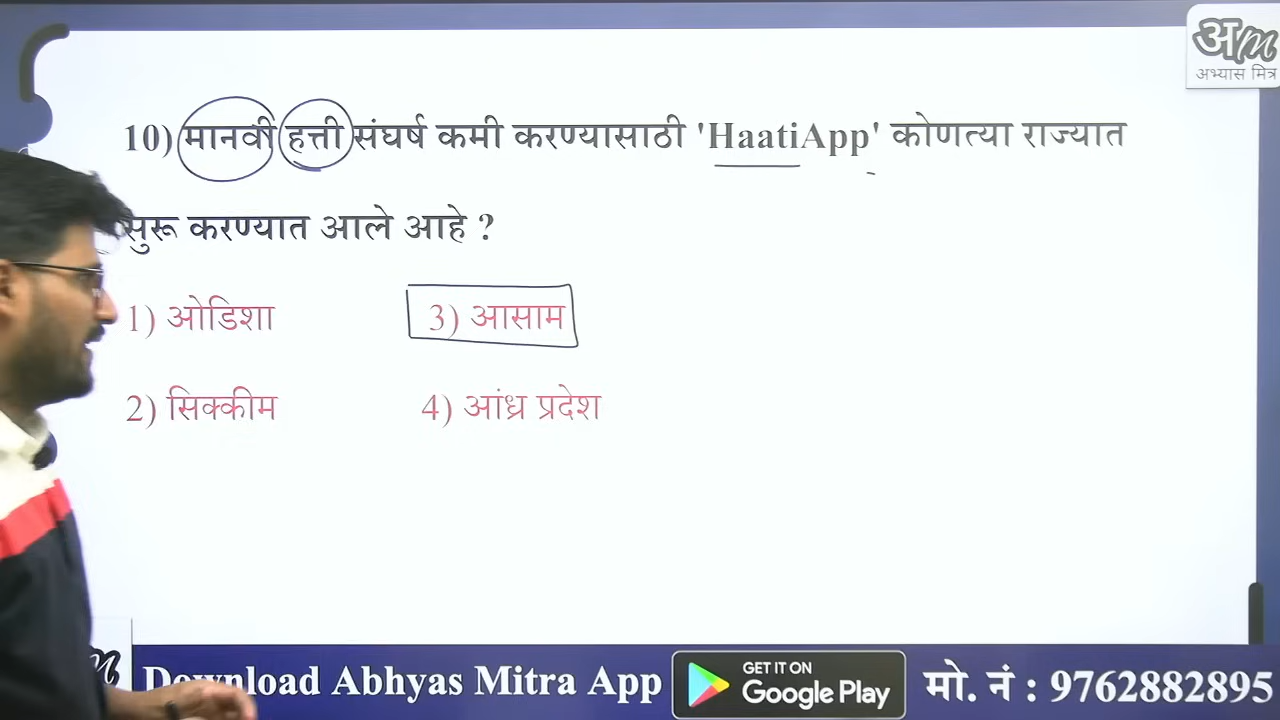 अm
अभ्यास मित्र
10) मानवी हत्ती संघर्ष कमी करण्यासाठी 'HaatiApp' कोणत्या राज्यात
सुरू करण्यात आले आहे ?
1) ओडिशा
3) आसाम
2) सिक्कीम
4) आंध्र प्रदेश
Download Abhyas Mitra App
GET IT ON
Google Play
मो. नं : 9762882895